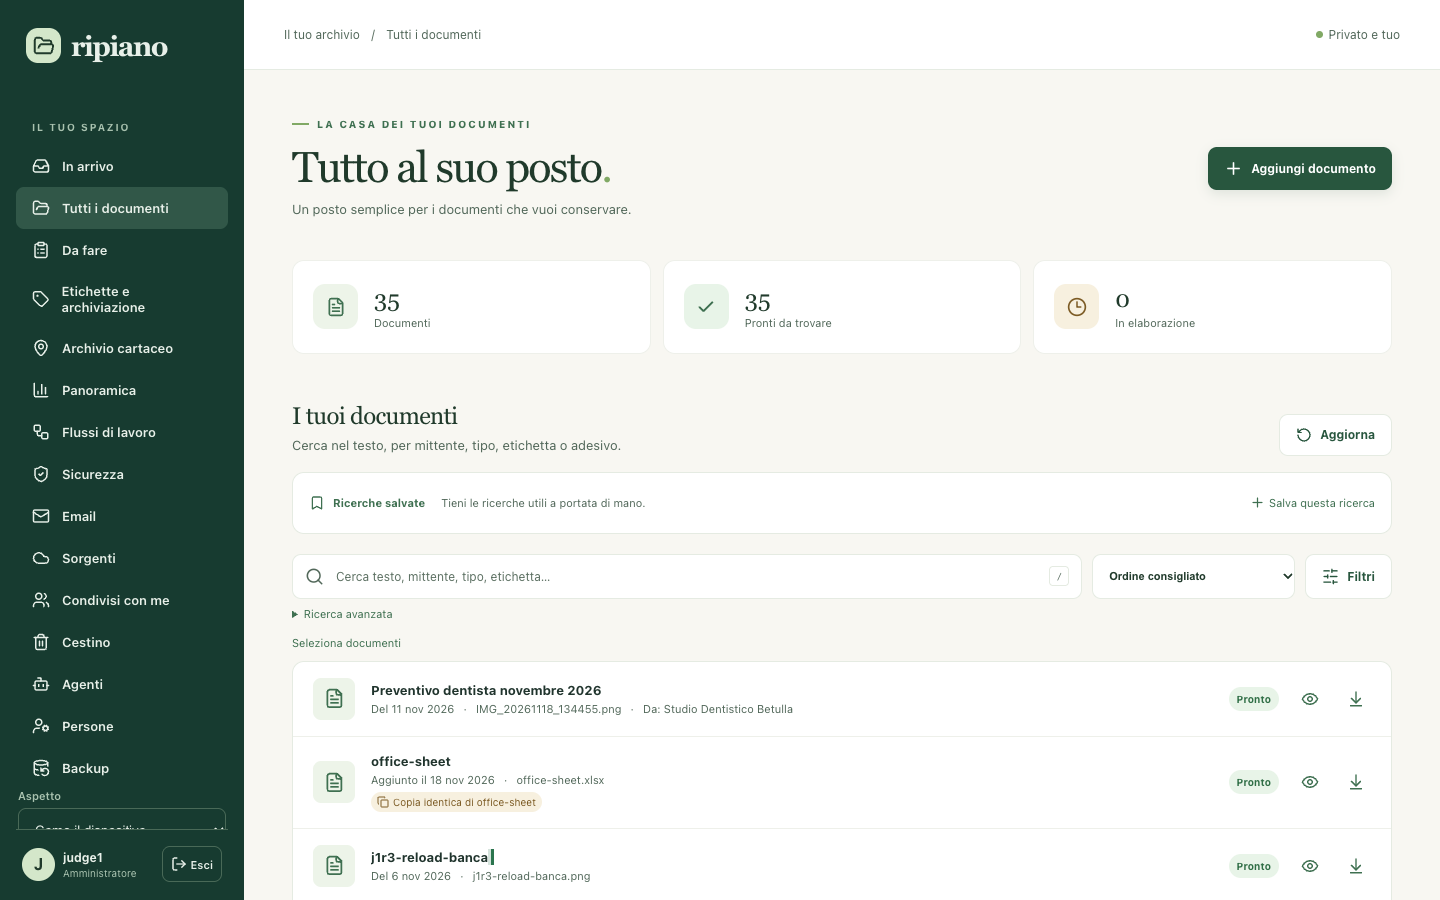 ripiano
IL TUO SPAZIO
In arrivo
Tutti i documenti
Da fare
Etichette e
archiviazione
Archivio cartaceo
Panoramica
Flussi di lavoro
Sicurezza
Email
Sorgenti
Condivisi con me
Cestino
Agenti
Persone
Backup
Aspetto
Come il dispositivo
J
judge1
Amministratore
Esci
Il tuo archivio / Tutti i documenti
Privato e tuo
LA CASA DEI TUOI DOCUMENTI
Tutto al suo posto.
Un posto semplice per i documenti che vuoi conservare.
Aggiungi documento
35
Documenti
35
Pronti da trovare
0
In elaborazione
I tuoi documenti
Cerca nel testo, per mittente, tipo, etichetta o adesivo.
Aggiorna
Ricerche salvate Tieni le ricerche utili a portata di mano.
Salva questa ricerca
Cerca testo, mittente, tipo, etichetta...
/
Ordine consigliato
Filtri
Ricerca avanzata
Seleziona documenti
Preventivo dentista novembre 2026
Del 11 nov 2026 · IMG_20261118_134455.png · Da: Studio Dentistico Betulla
Pronto
office-sheet
Aggiunto il 18 nov 2026 · office-sheet.xlsx
Copia identica di office-sheet
Pronto
j1r3-reload-banca
Del 6 nov 2026 · j1r3-reload-banca.png
Pronto